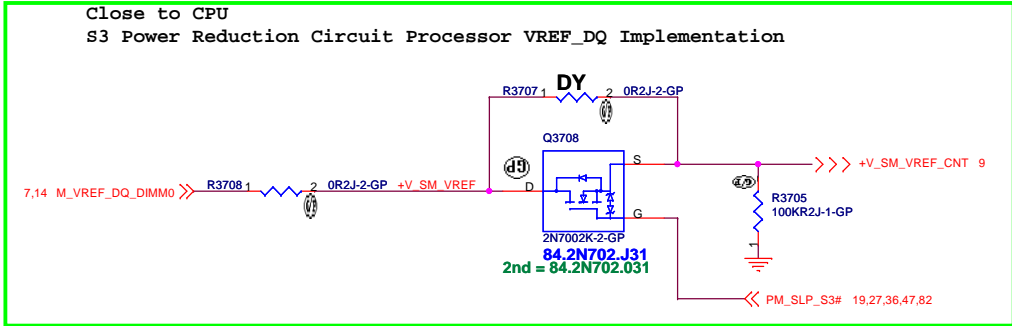 Close to CPU
S3 Power Reduction Circuit Processor VREF_DQ Implementation
DY
R3707 1 2 0R2J-2-GP
Q3708
S
+V_SM_VREF_CNT 9
7,14 M_VREF_DQ_DIMM0 R3708 1 2 0R2J-2-GP +V_SM_VREF D
R3705
100KR2J-1-GP
G
1
2N7002K-2-GP
84.2N702.J31
2nd = 84.2N702.031
PM_SLP_S3# 19,27,36,47,82